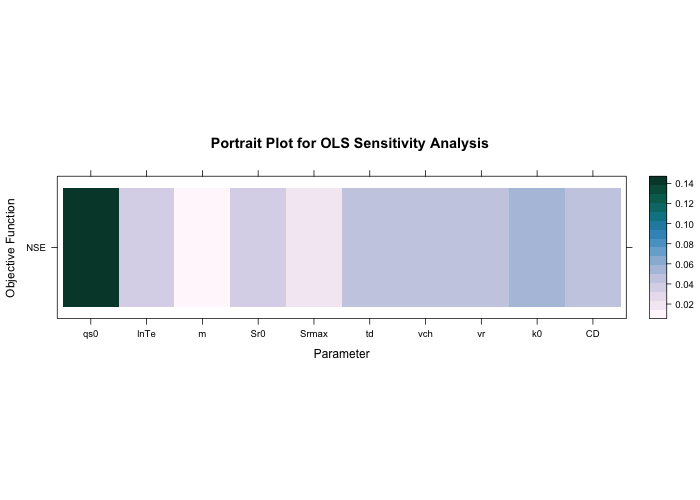 Portrait Plot for OLS Sensitivity Analysis
Objective Function
NSE
qs0 lnTe m Sr0 Srmax td vch vr k0 CD
Parameter
0.14
0.12
0.10
0.08
0.06
0.04
0.02